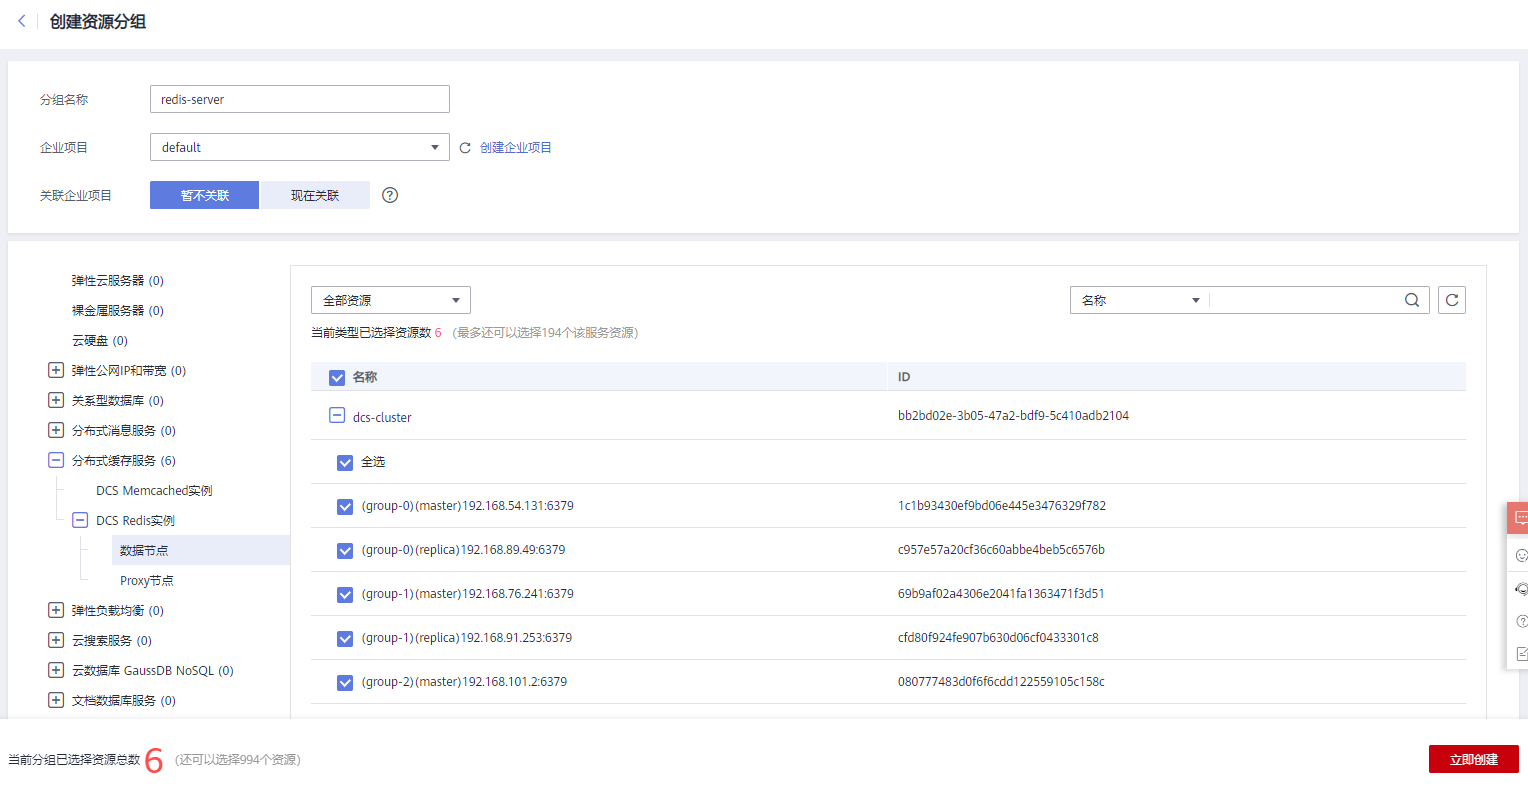 创建资源分组
分组名称 redis-server
企业项目 default 创建企业项目
关联企业项目 暂不关联 现在关联
弹性云服务器 (0)
裸金属服务器 (0)
云硬盘 (0)
弹性公网IP和带宽 (0)
关系型数据库 (0)
分布式消息服务 (0)
分布式缓存服务 (6)
DCS Memcached实例
DCS Redis实例
数据节点
Proxy节点
弹性负载均衡 (0)
云搜索服务 (0)
云数据库 GaussDB NoSQL (0)
文档数据库服务 (0)
全部资源 名称
当前类型已选择资源数 6 (最多还可以选择194个该服务资源)
名称 ID
dcs-cluster bb2bd02e-3b05-47a2-bdf9-5c410adb2104
全选
(group-0)(master)192.168.54.131:6379 1c1b93430ef9bd06e445e3476329f782
(group-0)(replica)192.168.89.49:6379 c957e57a20cf36c60abbe4beb5c6576b
(group-1)(master)192.168.76.241:6379 69b9af02a4306e2041fa1363471f3d51
(group-1)(replica)192.168.91.253:6379 cfd80f924fe907b630d06cf0433301c8
(group-2)(master)192.168.101.2:6379 080777483d0f6f6cdd122559105c158c
当前分组已选择资源总数 6 (还可以选择994个资源) 立即创建